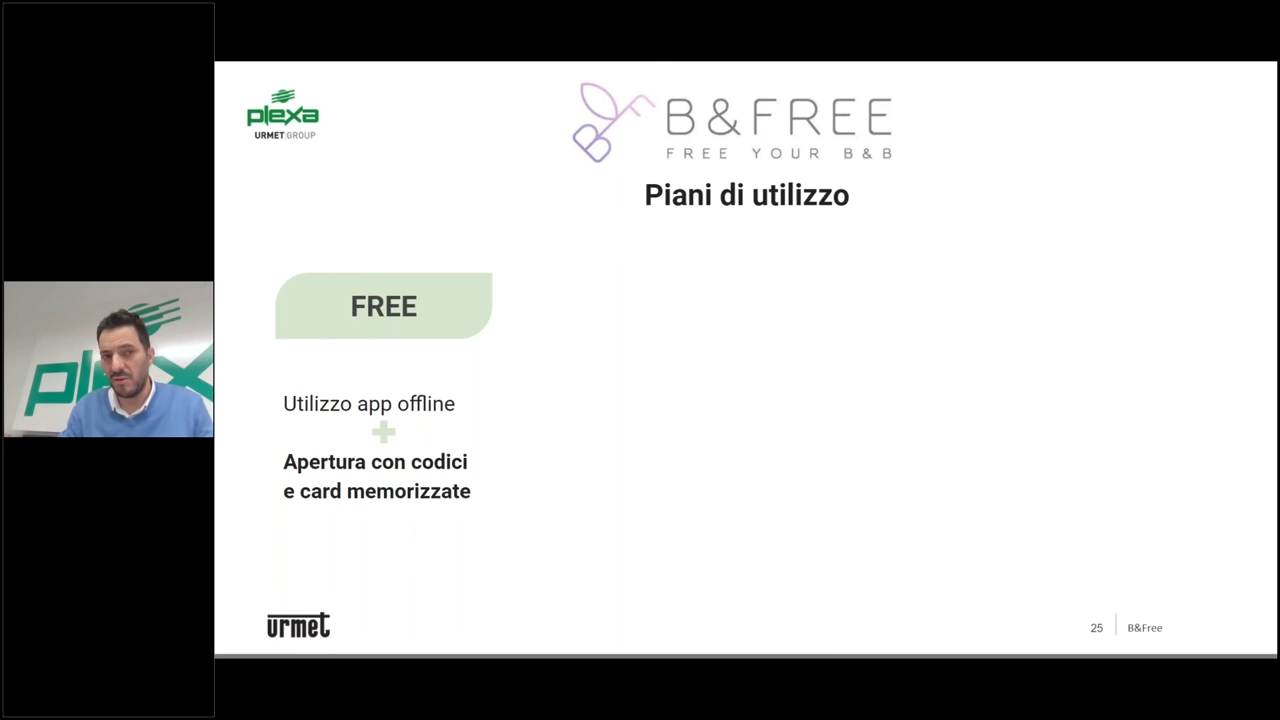 plexa
URMET GROUP
B&FREE
FREE YOUR B&B
Piani di utilizzo
FREE
Utilizzo app offline
Apertura con codici
e card memorizzate
urmet
25
B&Free
plexa